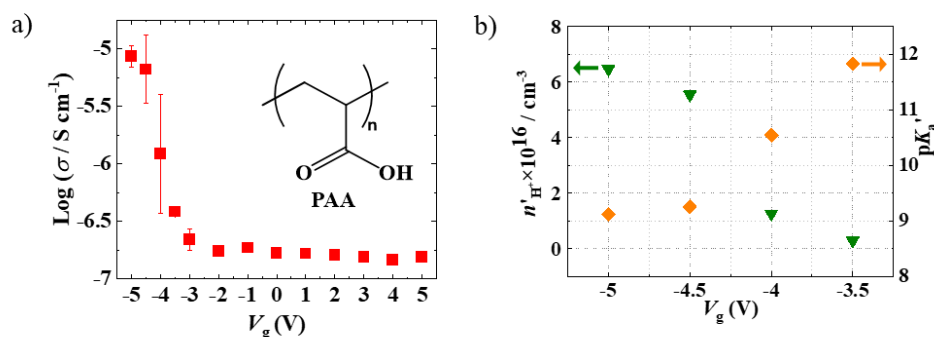 a)
Log (σ / S cm⁻¹)
-5
-5.5
-6
-6.5
-7
-5 -4 -3 -2 -1 0 1 2 3 4 5
V_g (V)
n
O
OH
PAA
b)
n'_H⁺×10¹⁶ / cm⁻³
8
6
4
2
0
-5 -4.5 -4 -3.5
V_g (V)
12
11
10
9
8
pK_a'